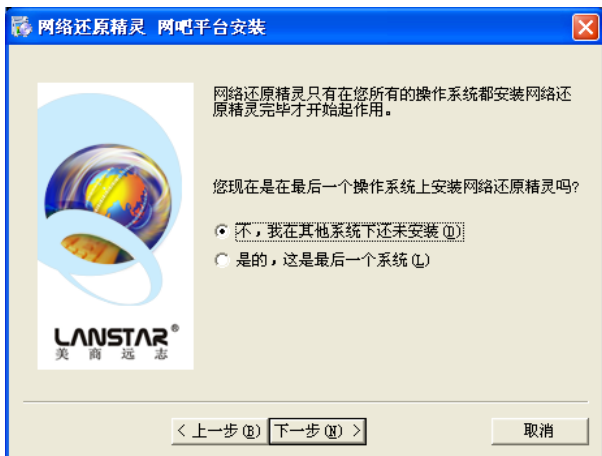 网络还原精灵 网吧平台安装
网络还原精灵只有在您所有的操作系统都安装网络还
原精灵完毕才开始起作用。
您现在是在最后一个操作系统上安装网络还原精灵吗?
不,我在其他系统下还未安装(D)
是的,这是最后一个系统(L)
LANSTAR®
美商远志
< 上一步(B) 下一步(N) > 取消